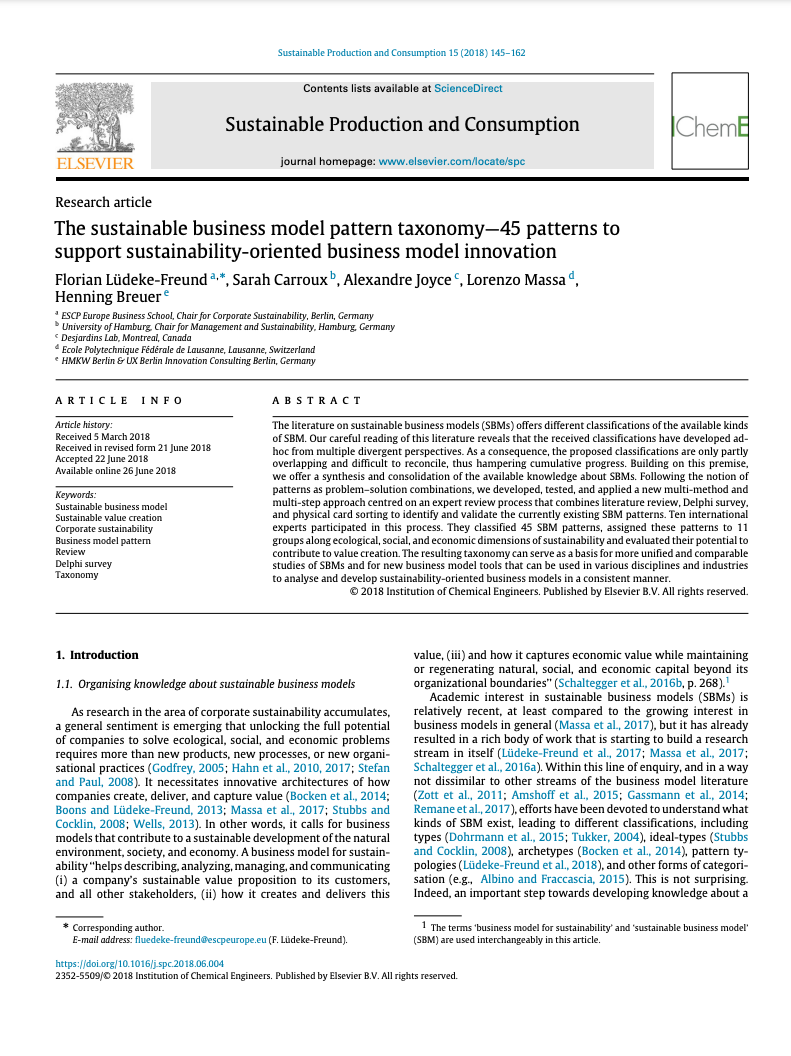 Sustainable Production and Consumption 15 (2018) 145–162
Contents lists available at ScienceDirect
Sustainable Production and Consumption
journal homepage: www.elsevier.com/locate/spc
ELSEVIER
IChemE
Research article
The sustainable business model pattern taxonomy—45 patterns to
support sustainability-oriented business model innovation
Florian Lüdeke-Freund a,*, Sarah Carroux b, Alexandre Joyce c, Lorenzo Massa d,
Henning Breuer e
a ESCP Europe Business School, Chair for Corporate Sustainability, Berlin, Germany
b University of Hamburg, Chair for Management and Sustainability, Hamburg, Germany
c Desjardins Lab, Montreal, Canada
d Ecole Polytechnique Fédérale de Lausanne, Lausanne, Switzerland
e HMKW Berlin & UX Berlin Innovation Consulting Berlin, Germany
ARTICLE INFO
Article history:
Received 5 March 2018
Received in revised form 21 June 2018
Accepted 22 June 2018
Available online 26 June 2018
Keywords:
Sustainable business model
Sustainable value creation
Corporate sustainability
Business model pattern
Review
Delphi survey
Taxonomy
ABSTRACT
The literature on sustainable business models (SBMs) offers different classifications of the available kinds
of SBM. Our careful reading of this literature reveals that the received classifications have developed ad-
hoc from multiple divergent perspectives. As a consequence, the proposed classifications are only partly
overlapping and difficult to reconcile, thus hampering cumulative progress. Building on this premise,
we offer a synthesis and consolidation of the available knowledge about SBMs. Following the notion of
patterns as problem–solution combinations, we developed, tested, and applied a new multi-method and
multi-step approach centred on an expert review process that combines literature review, Delphi survey,
and physical card sorting to identify and validate the currently existing SBM patterns. Ten international
experts participated in this process. They classified 45 SBM patterns, assigned these patterns to 11
groups along ecological, social, and economic dimensions of sustainability and evaluated their potential to
contribute to value creation. The resulting taxonomy can serve as a basis for more unified and comparable
studies of SBMs and for new business model tools that can be used in various disciplines and industries
to analyse and develop sustainability-oriented business models in a consistent manner.
© 2018 Institution of Chemical Engineers. Published by Elsevier B.V. All rights reserved.
1. Introduction
1.1. Organising knowledge about sustainable business models
As research in the area of corporate sustainability accumulates,
a general sentiment is emerging that unlocking the full potential
of companies to solve ecological, social, and economic problems
requires more than new products, new processes, or new organi-
sational practices (Godfrey, 2005; Hahn et al., 2010, 2017; Stefan
and Paul, 2008). It necessitates innovative architectures of how
companies create, deliver, and capture value (Bocken et al., 2014;
Boons and Lüdeke-Freund, 2013; Massa et al., 2017; Stubbs and
Cocklin, 2008; Wells, 2013). In other words, it calls for business
models that contribute to a sustainable development of the natural
environment, society, and economy. A business model for sustain-
ability “helps describing, analyzing, managing, and communicating
(i) a company's sustainable value proposition to its customers,
and all other stakeholders, (ii) how it creates and delivers this
value, (iii) and how it captures economic value while maintaining
or regenerating natural, social, and economic capital beyond its
organizational boundaries” (Schaltegger et al., 2016b, p. 268).1
Academic interest in sustainable business models (SBMs) is
relatively recent, at least compared to the growing interest in
business models in general (Massa et al., 2017), but it has already
resulted in a rich body of work that is starting to build a research
stream in itself (Lüdeke-Freund et al., 2017; Massa et al., 2017;
Schaltegger et al., 2016a). Within this line of enquiry, and in a way
not dissimilar to other streams of the business model literature
(Zott et al., 2011; Amshoff et al., 2015; Gassmann et al., 2014;
Remane et al., 2017), efforts have been devoted to understand what
kinds of SBM exist, leading to different classifications, including
types (Dohrmann et al., 2015; Tukker, 2004), ideal-types (Stubbs
and Cocklin, 2008), archetypes (Bocken et al., 2014), pattern ty-
pologies (Lüdeke-Freund et al., 2018), and other forms of categori-
sation (e.g., Albino and Fraccascia, 2015). This is not surprising.
Indeed, an important step towards developing knowledge about a
* Corresponding author.
E-mail address: fluedeke-freund@escpeurope.eu (F. Lüdeke-Freund).
1 The terms 'business model for sustainability' and 'sustainable business model'
(SBM) are used interchangeably in this article.
https://doi.org/10.1016/j.spc.2018.06.004
2352-5509/© 2018 Institution of Chemical Engineers. Published by Elsevier B.V. All rights reserved.